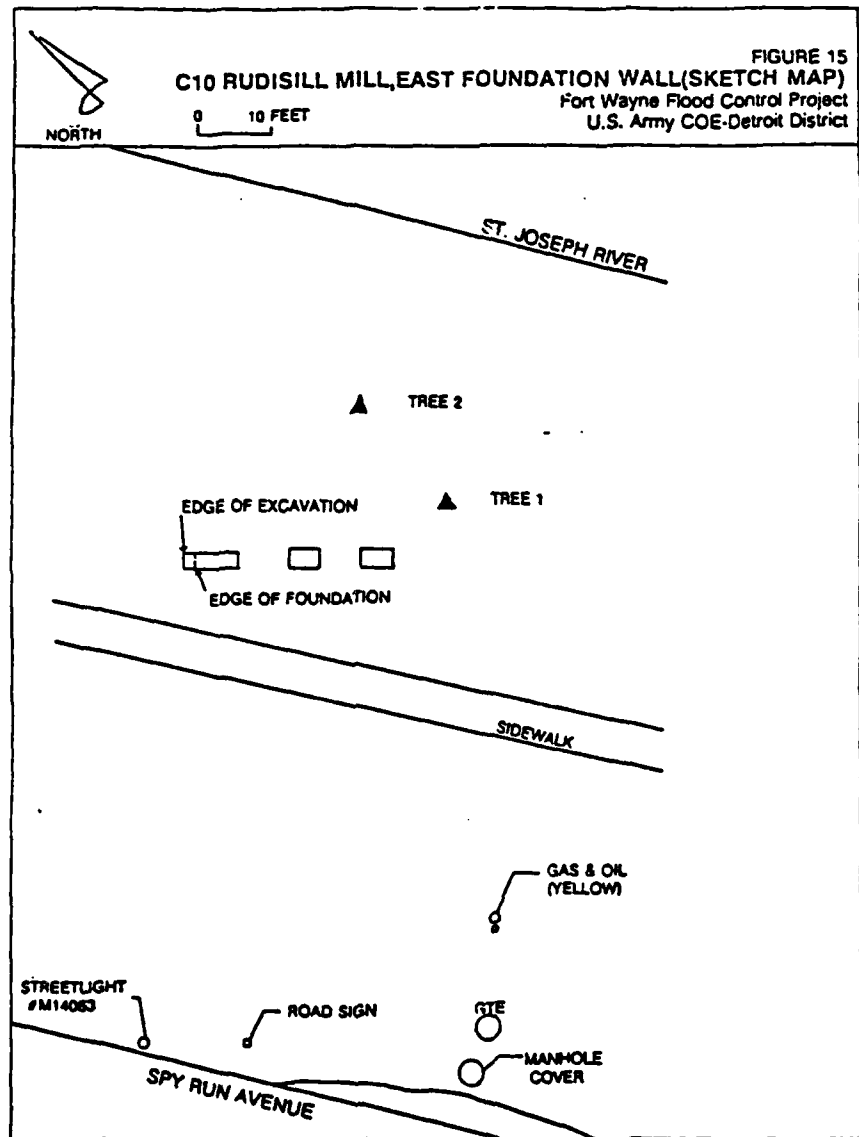 FIGURE 15
C10 RUDISILL MILL,EAST FOUNDATION WALL(SKETCH MAP)
Fort Wayne Flood Control Project
U.S. Army COE-Detroit District
0 10 FEET
NORTH
ST. JOSEPH RIVER
TREE 2
TREE 1
EDGE OF EXCAVATION
EDGE OF FOUNDATION
SIDEWALK
GAS & OIL
(YELLOW)
STREETLIGHT
#M14063
ROAD SIGN
GTE
MANHOLE
COVER
SPY RUN AVENUE